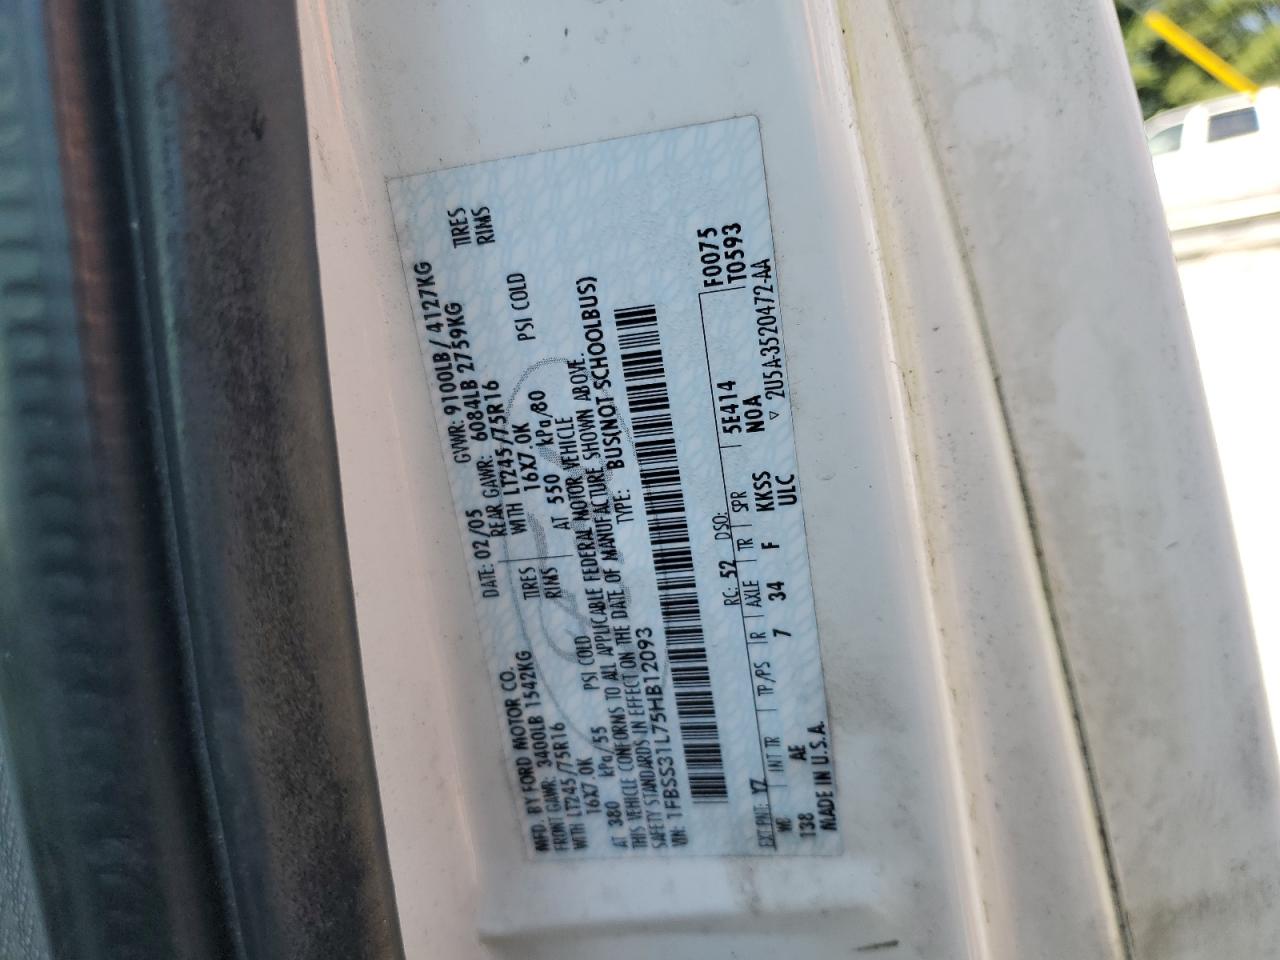 MFD. BY FORD MOTOR CO.
DATE: 02/05 GVWR: 9100LB/4127KG
FRONT GAWR: 3400LB 1542KG REAR GAWR: 6084LB 2759KG
WITH LT245/75R16 TIRES WITH LT245/75R16 TIRES
16X7.0K RIMS 16X7.0K RIMS
AT 380 kPa/55 PSI COLD AT 550 kPa/80 PSI COLD
THIS VEHICLE CONFORMS TO ALL APPLICABLE FEDERAL MOTOR VEHICLE
SAFETY STANDARDS IN EFFECT ON THE DATE OF MANUFACTURE SHOWN ABOVE.
VIN: 1FBSS31L75HB12093 TYPE: BUS(NOT SCHOOLBUS)
F0075
T0593
EXT PNT: YZ RC: 52 DSO: 5E414
WB INT TR TP/PS R AXLE TR SPR N0A
138 AE 7 34 F KKSS
MADE IN U.S.A. ULC ▽ 2U5A-3520472-AA